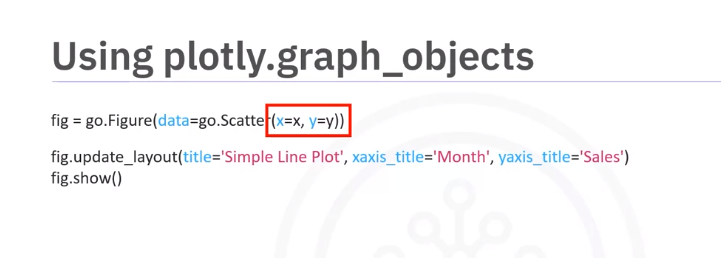 Using plotly.graph_objects
fig = go.Figure(data=go.Scatter(x=x, y=y))
fig.update_layout(title='Simple Line Plot', xaxis_title='Month', yaxis_title='Sales')
fig.show()